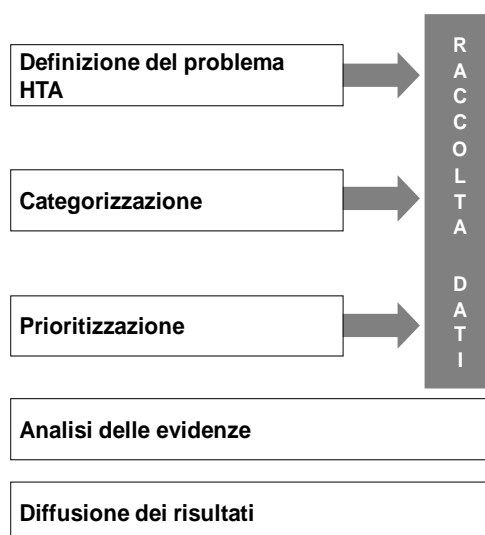 Definizione del problema
HTA
Categorizzazione
Prioritizzazione
Analisi delle evidenze
Diffusione dei risultati
R
A
C
C
O
L
T
A
D
A
T
I